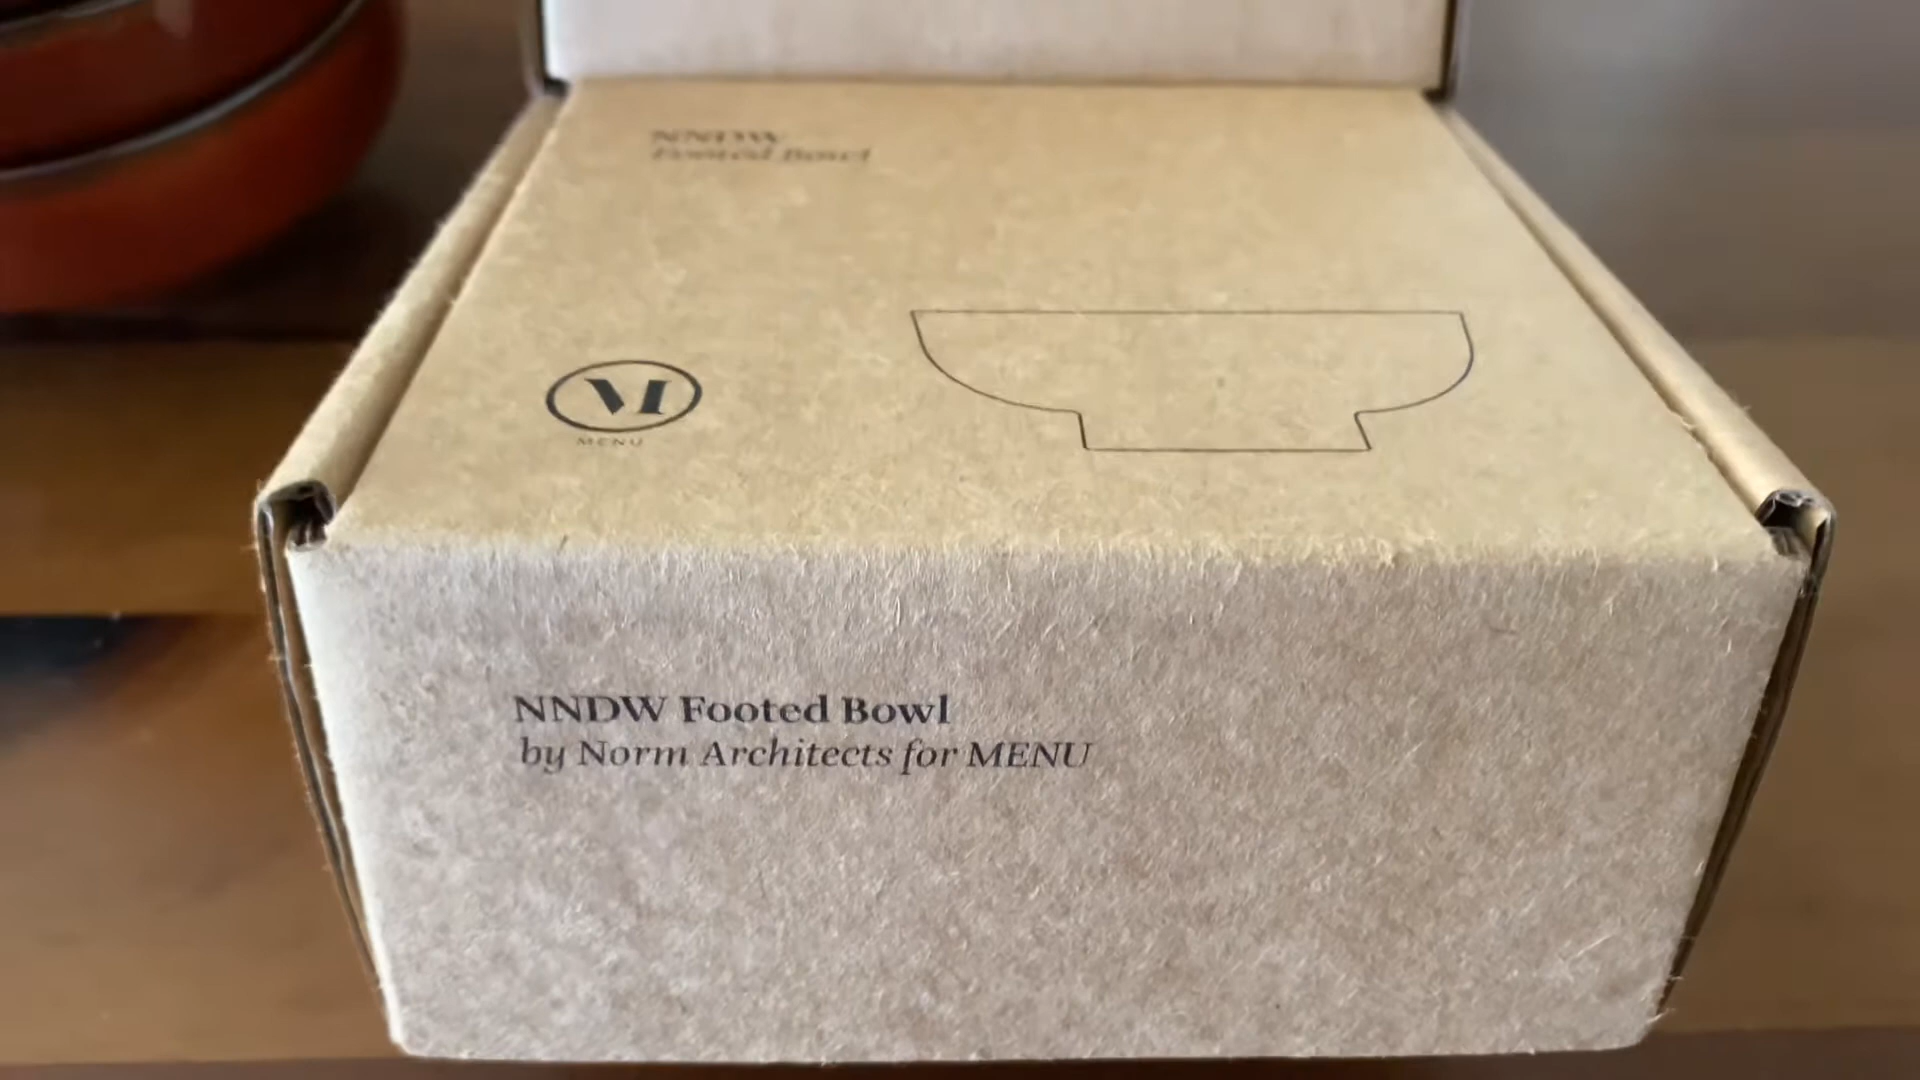 NNDW
Footed Bowl
M
MENU
NNDW Footed Bowl
by Norm Architects for MENU